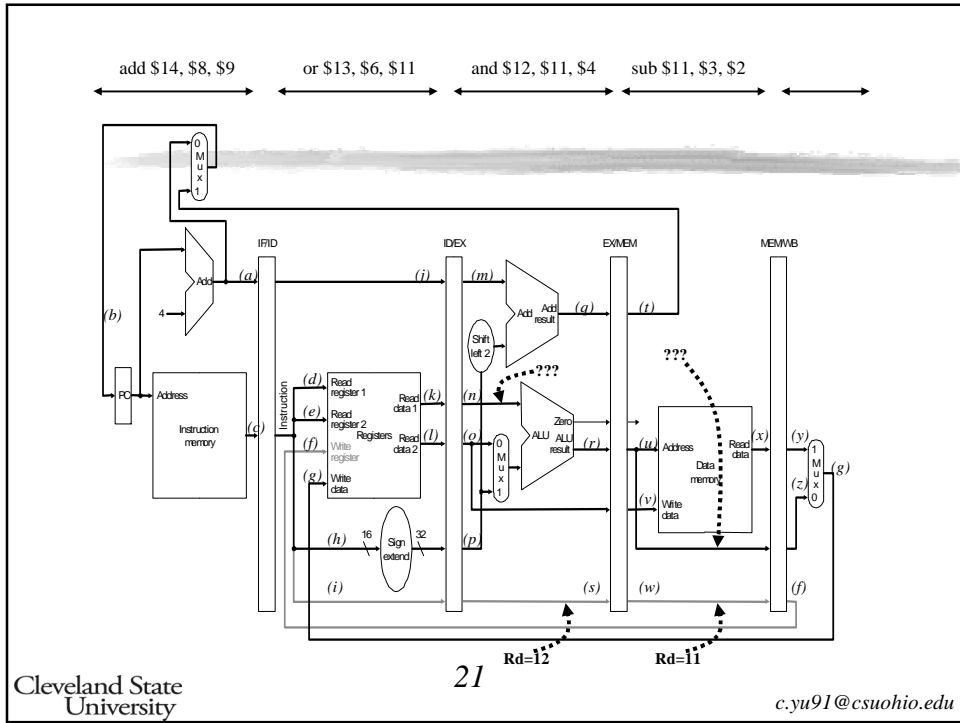 add $14, $8, $9 or $13, $6, $11 and $12, $11, $4 sub $11, $3, $2
0
M
u
x
1
IF/ID ID/EX EX/MEM MEM/WB
Add (a) (j) (m)
Add Add
result (q) (t)
(b)
4
Shift
left 2
???
???
PC
Address
Instruction
memory
(c)
Instruction
(d) Read
register 1
(e) Read
register 2
(f) Write
register
(g) Write
data
Registers
Read
data 1 (k)
Read
data 2 (l)
(n)
(o)
0
M
u
x
1
Zero
ALU ALU
result (r)
(u) Address
Data
memory
Read
data (x)
(v) Write
data
(y)
(z)
1
M
u
x
0
(g)
(h) 16 Sign
extend 32 (p)
(i) (s) (w) (f)
Rd=12 Rd=11
21
Cleveland State
University
c.yu91@csuohio.edu